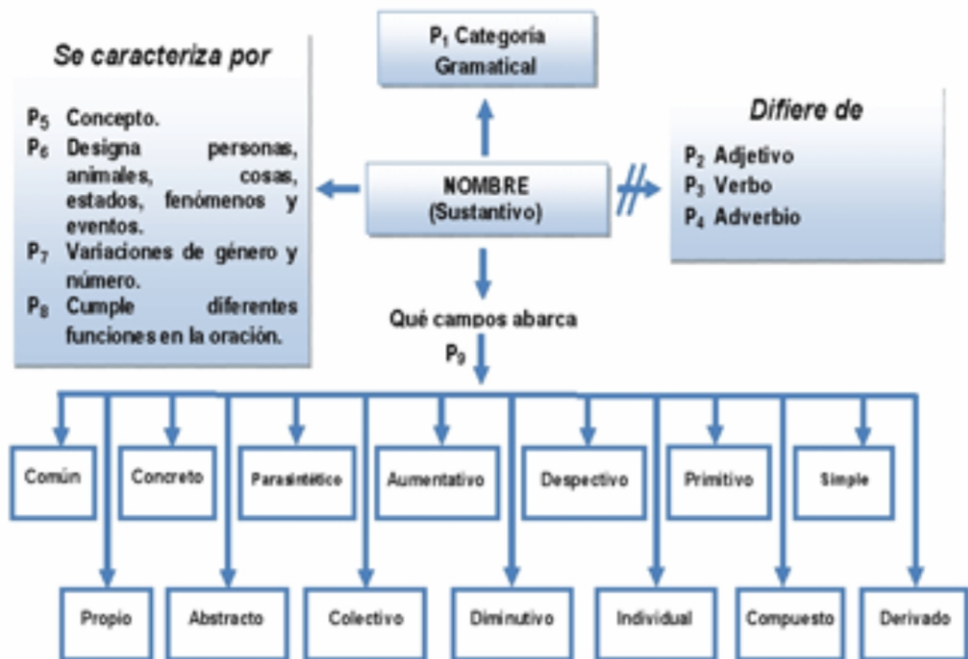 P₁ Categoría
Gramatical
Se caracteriza por
P₅ Concepto.
P₆ Designa personas,
animales, cosas,
estados, fenómenos y
eventos.
P₇ Variaciones de género y
número.
P₈ Cumple diferentes
funciones en la oración.
NOMBRE
(Sustantivo)
Difiere de
P₂ Adjetivo
P₃ Verbo
P₄ Adverbio
Qué campos abarca
P₉
Común
Concreto
Parasintético
Aumentativo
Despectivo
Primitivo
Simple
Propio
Abstracto
Colectivo
Diminutivo
Individual
Compuesto
Derivado